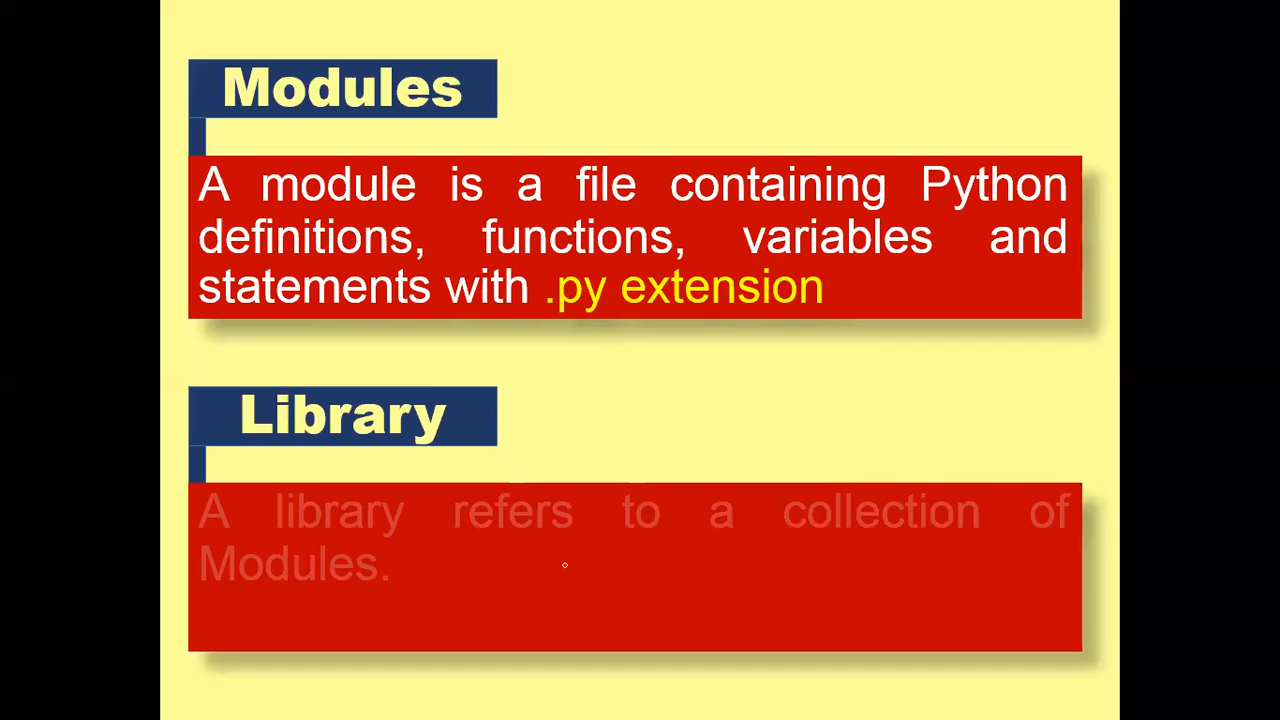 Modules
A module is a file containing Python
definitions, functions, variables and
statements with .py extension
Library
A library refers to a collection of
Modules.